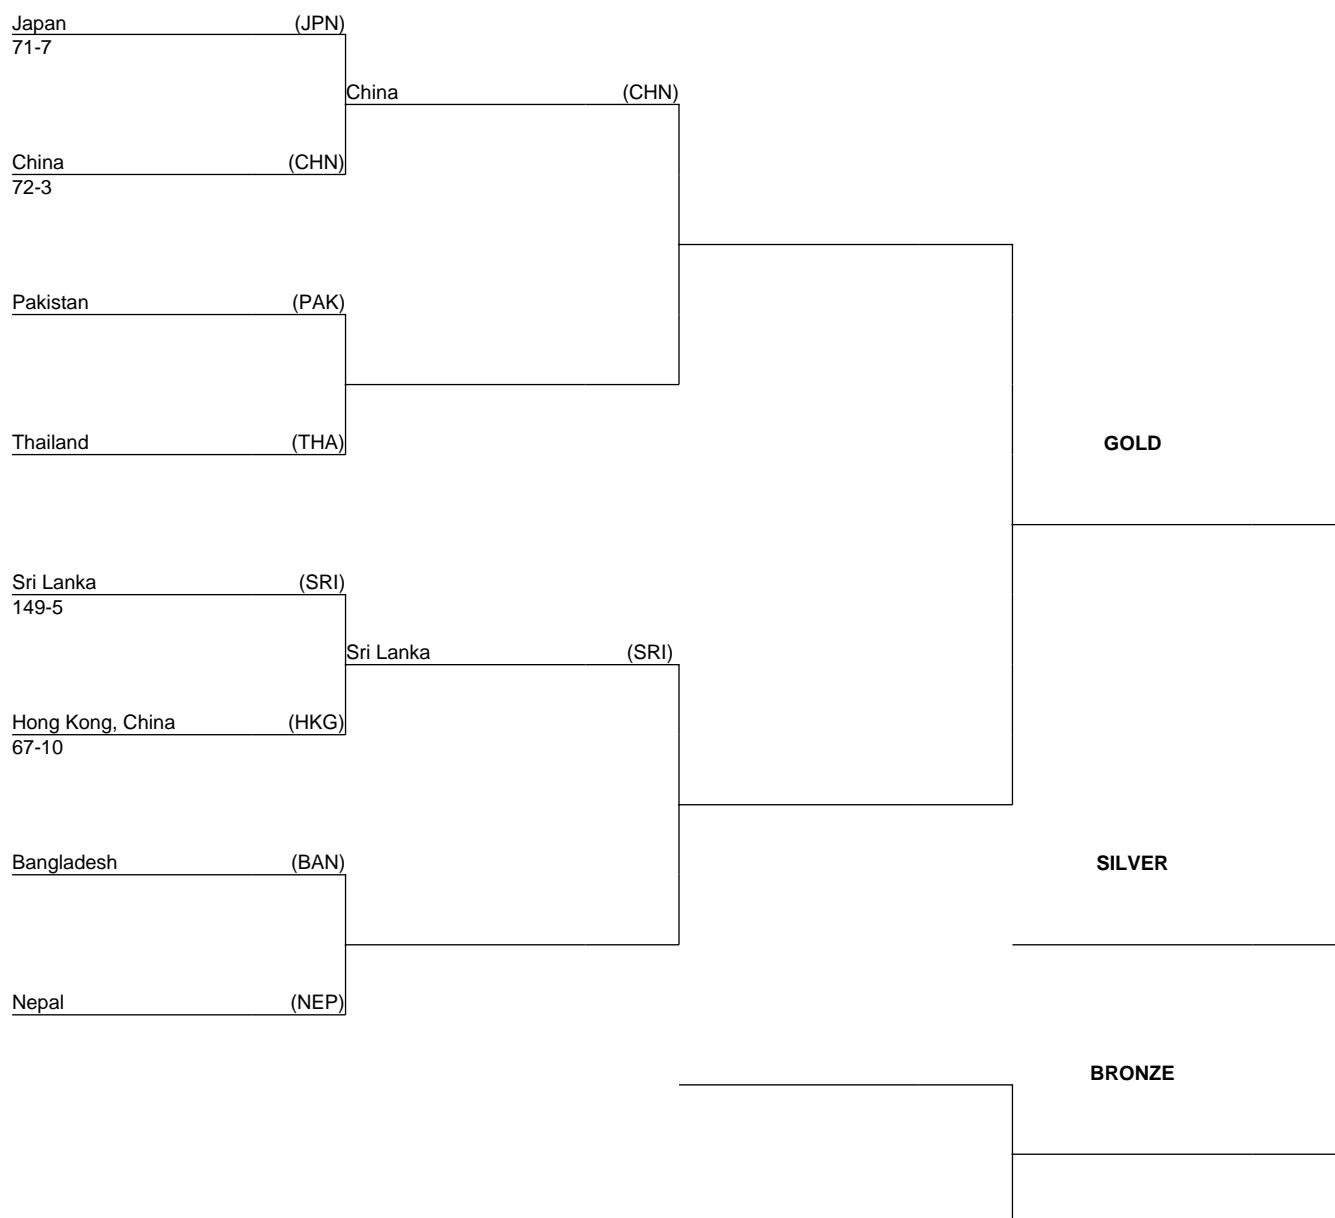 Japan (JPN)
71-7
China (CHN)
China (CHN)
72-3
Pakistan (PAK)
Thailand (THA)
GOLD
Sri Lanka (SRI)
149-5
Sri Lanka (SRI)
Hong Kong, China (HKG)
67-10
Bangladesh (BAN)
SILVER
Nepal (NEP)
BRONZE